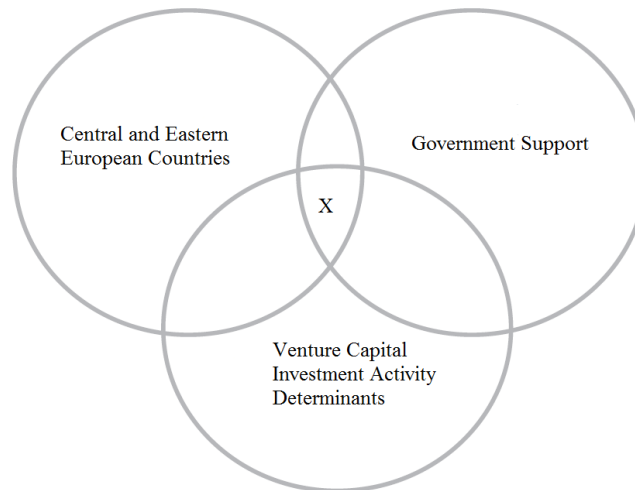 Central and Eastern
European Countries
Government Support
X
Venture Capital
Investment Activity
Determinants